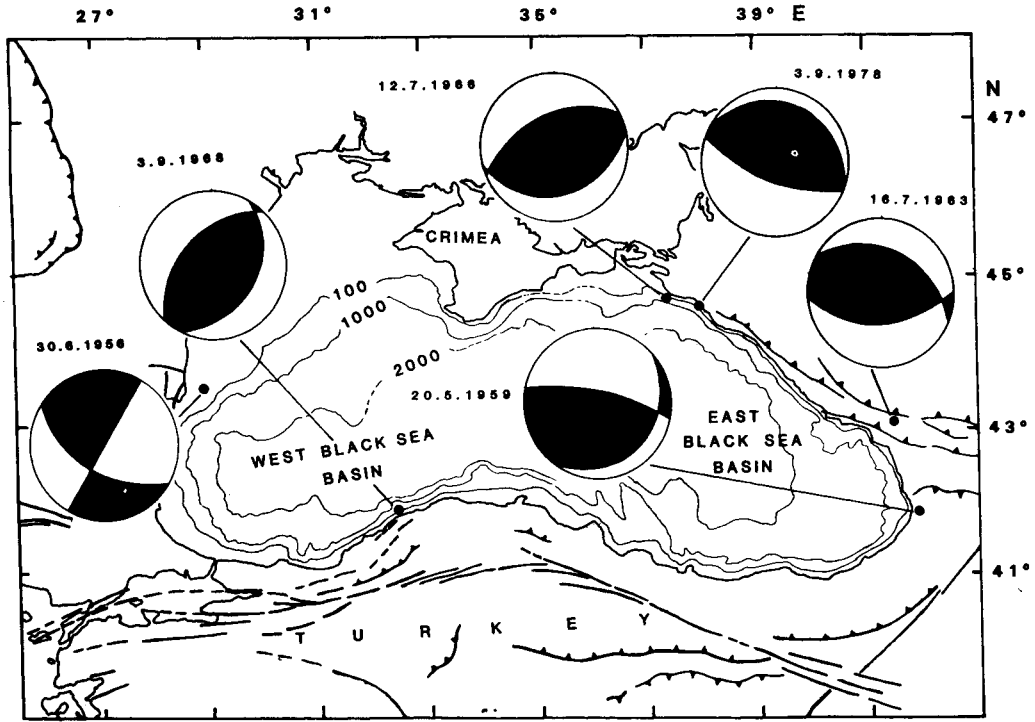 27° 31° 35° 39° E
3.9.1978
12.7.1966
N
47°
3.9.1968
16.7.1963
CRIMEA
45°
100
1000
30.6.1956
2000
20.5.1959
EAST
BLACK SEA
BASIN
43°
WEST BLACK SEA
BASIN
41°
TURKEY